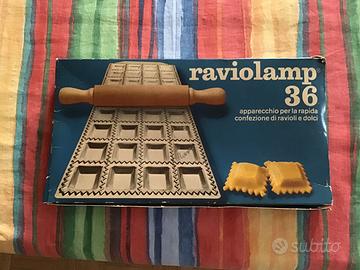 raviolamp®
36
apparecchio per la rapida
confezione di ravioli e dolci
subito